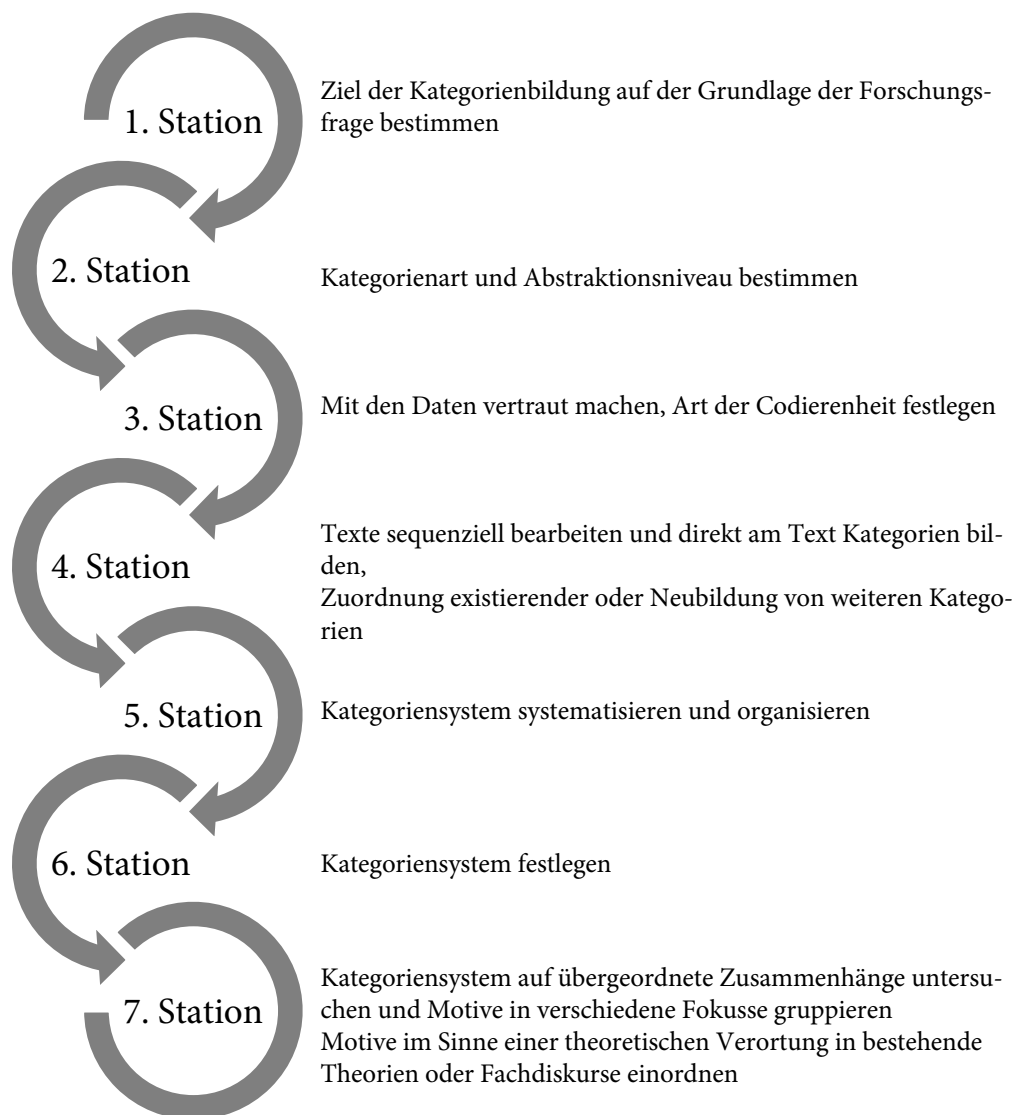 1. Station
Ziel der Kategorienbildung auf der Grundlage der Forschungs-
frage bestimmen
2. Station
Kategorienart und Abstraktionsniveau bestimmen
3. Station
Mit den Daten vertraut machen, Art der Codierenheit festlegen
4. Station
Texte sequenziell bearbeiten und direkt am Text Kategorien bil-
den,
Zuordnung existierender oder Neubildung von weiteren Katego-
rien
5. Station
Kategoriensystem systematisieren und organisieren
6. Station
Kategoriensystem festlegen
7. Station
Kategoriensystem auf übergeordnete Zusammenhänge untersu-
chen und Motive in verschiedene Fokusse gruppieren
Motive im Sinne einer theoretischen Verortung in bestehende
Theorien oder Fachdiskurse einordnen